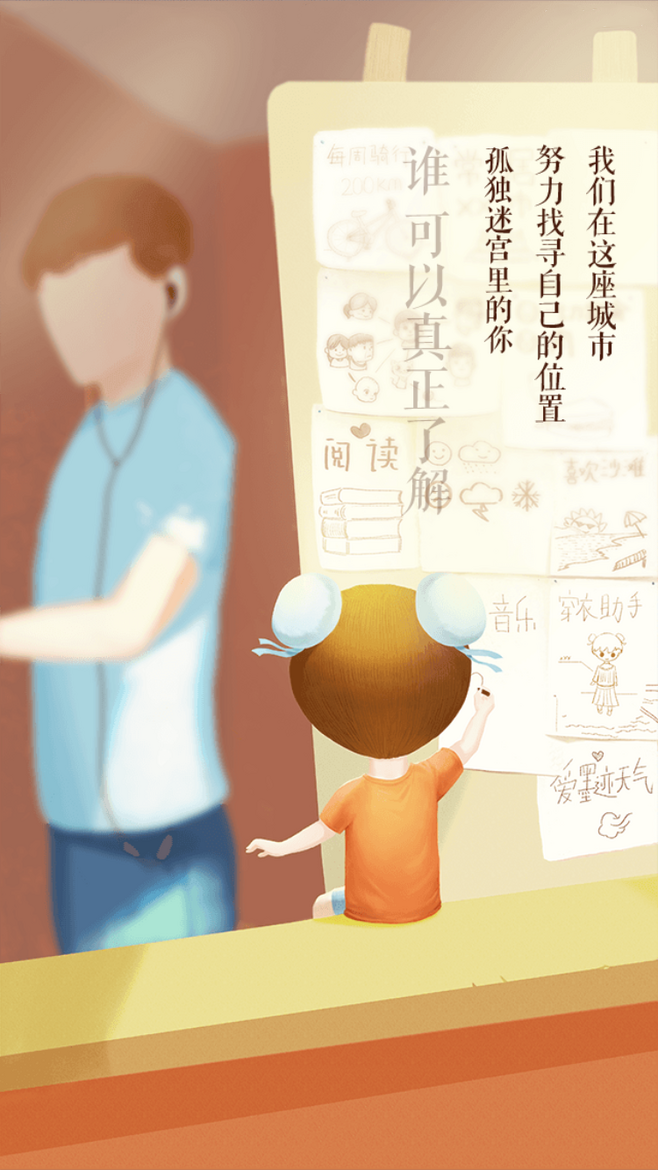 我们在这座城市
努力找寻自己的位置
孤独迷宫里的你
谁 可以真正了解
每周骑行
200km
阅读
喜欢沙滩
音乐
穿衣助手
爱墨迹天气